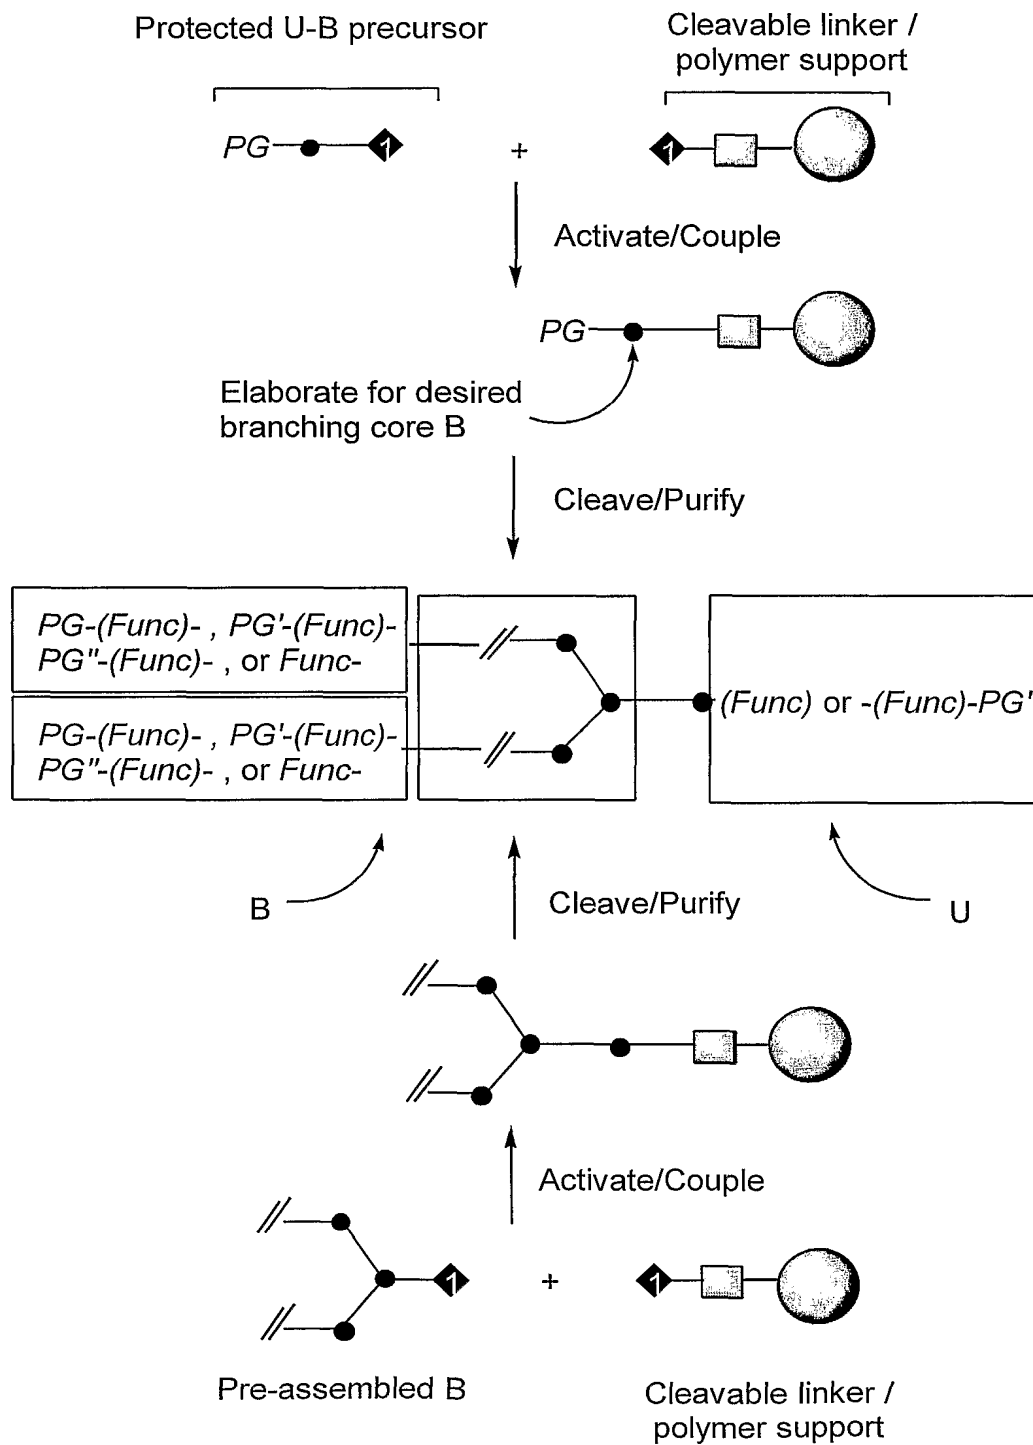 Protected U-B precursor
Cleavable linker /
polymer support
PG
1
+
1
Activate/Couple
PG
Elaborate for desired
branching core B
Cleave/Purify
PG-(Func)- , PG'-(Func)-
PG"-(Func)- , or Func-
(Func) or -(Func)-PG'
PG-(Func)- , PG'-(Func)-
PG"-(Func)- , or Func-
B
Cleave/Purify
U
Activate/Couple
1
+
1
Pre-assembled B
Cleavable linker /
polymer support